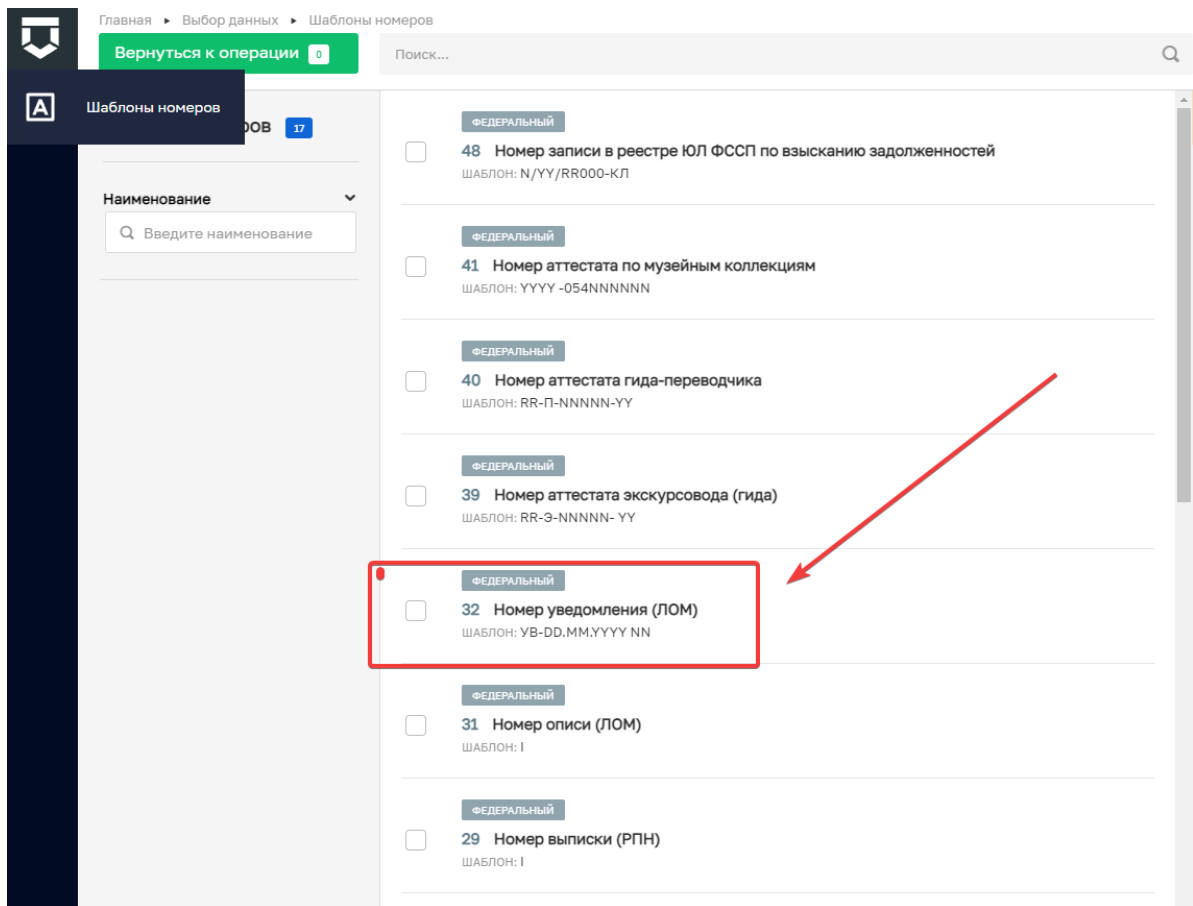 Главная ▸ Выбор данных ▸ Шаблоны номеров
Вернуться к операции 0
Поиск...
Шаблоны номеров
ров 17
Наименование
Введите наименование
ФЕДЕРАЛЬНЫЙ
48 Номер записи в реестре ЮЛ ФССП по взысканию задолженностей
ШАБЛОН: N/YY/RR000-КЛ
ФЕДЕРАЛЬНЫЙ
41 Номер аттестата по музейным коллекциям
ШАБЛОН: YYYY -054NNNNNN
ФЕДЕРАЛЬНЫЙ
40 Номер аттестата гида-переводчика
ШАБЛОН: RR-П-NNNNN-YY
ФЕДЕРАЛЬНЫЙ
39 Номер аттестата экскурсовода (гида)
ШАБЛОН: RR-Э-NNNNN- YY
ФЕДЕРАЛЬНЫЙ
32 Номер уведомления (ЛОМ)
ШАБЛОН: УВ-DD.MM.YYYY NN
ФЕДЕРАЛЬНЫЙ
31 Номер описи (ЛОМ)
ШАБЛОН: I
ФЕДЕРАЛЬНЫЙ
29 Номер выписки (РПН)
ШАБЛОН: I